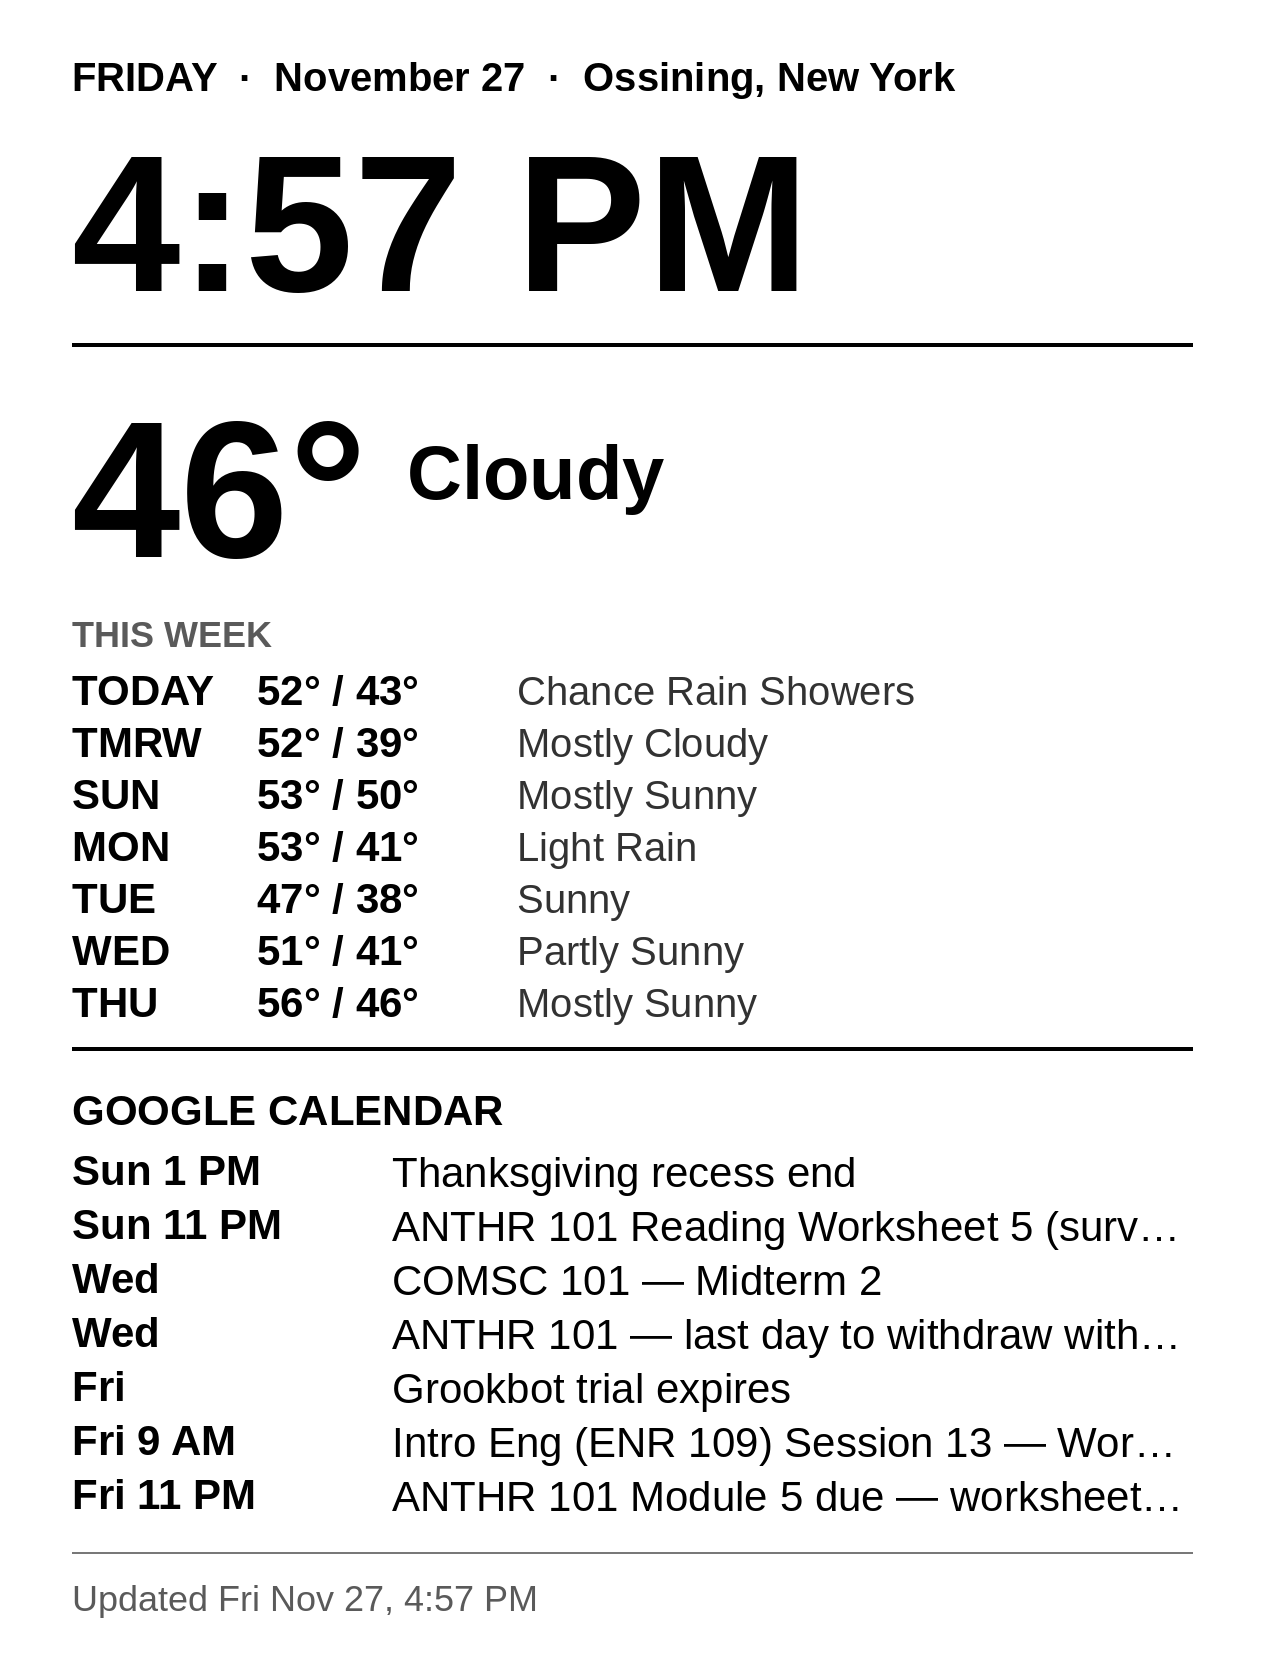 FRIDAY · November 27 · Ossining, New York
4:57 PM
46° Cloudy
THIS WEEK
TODAY 52° / 43° Chance Rain Showers
TMRW 52° / 39° Mostly Cloudy
SUN 53° / 50° Mostly Sunny
MON 53° / 41° Light Rain
TUE 47° / 38° Sunny
WED 51° / 41° Partly Sunny
THU 56° / 46° Mostly Sunny
GOOGLE CALENDAR
Sun 1 PM Thanksgiving recess end
Sun 11 PM ANTHR 101 Reading Worksheet 5 (surv…
Wed COMSC 101 — Midterm 2
Wed ANTHR 101 — last day to withdraw with…
Fri Grookbot trial expires
Fri 9 AM Intro Eng (ENR 109) Session 13 — Wor…
Fri 11 PM ANTHR 101 Module 5 due — worksheet…
Updated Fri Nov 27, 4:57 PM